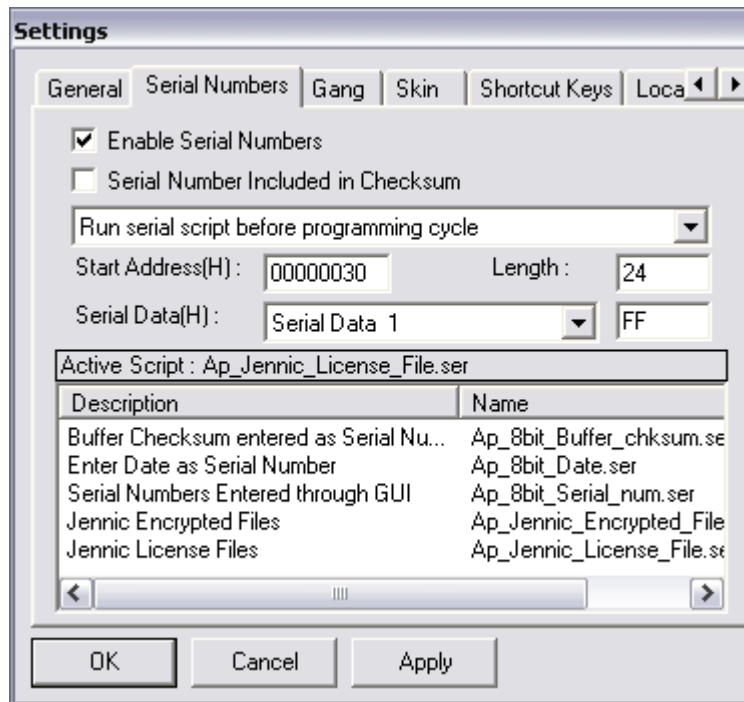 Settings
General Serial Numbers Gang Skin Shortcut Keys Loca
Enable Serial Numbers
Serial Number Included in Checksum
Run serial script before programming cycle
Start Address(H) : 00000030 Length : 24
Serial Data(H) : Serial Data 1 FF
Active Script : Ap_Jennic_License_File.ser
Description Name
Buffer Checksum entered as Serial Nu... Ap_8bit_Buffer_chksum.se
Enter Date as Serial Number Ap_8bit_Date.ser
Serial Numbers Entered through GUI Ap_8bit_Serial_num.ser
Jennic Encrypted Files Ap_Jennic_Encrypted_File
Jennic License Files Ap_Jennic_License_File.se
OK Cancel Apply